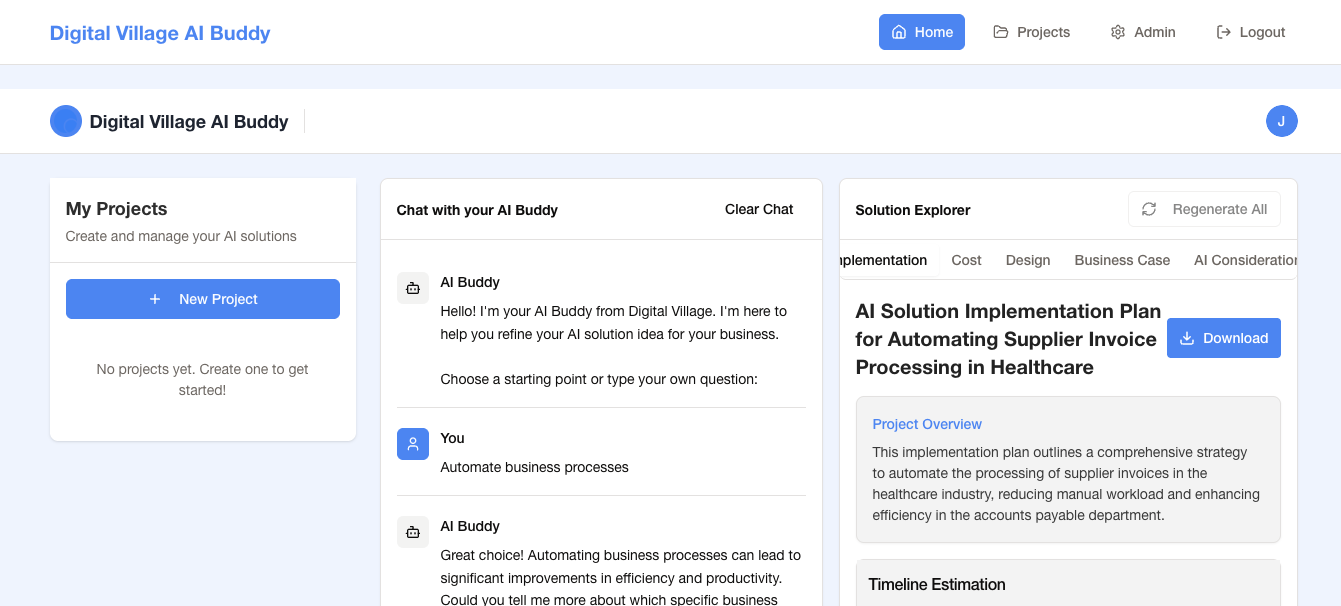 Digital Village AI Buddy
Home
Projects
Admin
Logout
Digital Village AI Buddy
J
My Projects
Create and manage your AI solutions
+ New Project
No projects yet. Create one to get
started!
Chat with your AI Buddy
Clear Chat
AI Buddy
Hello! I'm your AI Buddy from Digital Village. I'm here to
help you refine your AI solution idea for your business.
Choose a starting point or type your own question:
You
Automate business processes
AI Buddy
Great choice! Automating business processes can lead to
significant improvements in efficiency and productivity.
Could you tell me more about which specific business
Solution Explorer
Regenerate All
nplementation
Cost
Design
Business Case
AI Consideration
AI Solution Implementation Plan
for Automating Supplier Invoice
Processing in Healthcare
Download
Project Overview
This implementation plan outlines a comprehensive strategy
to automate the processing of supplier invoices in the
healthcare industry, reducing manual workload and enhancing
efficiency in the accounts payable department.
Timeline Estimation